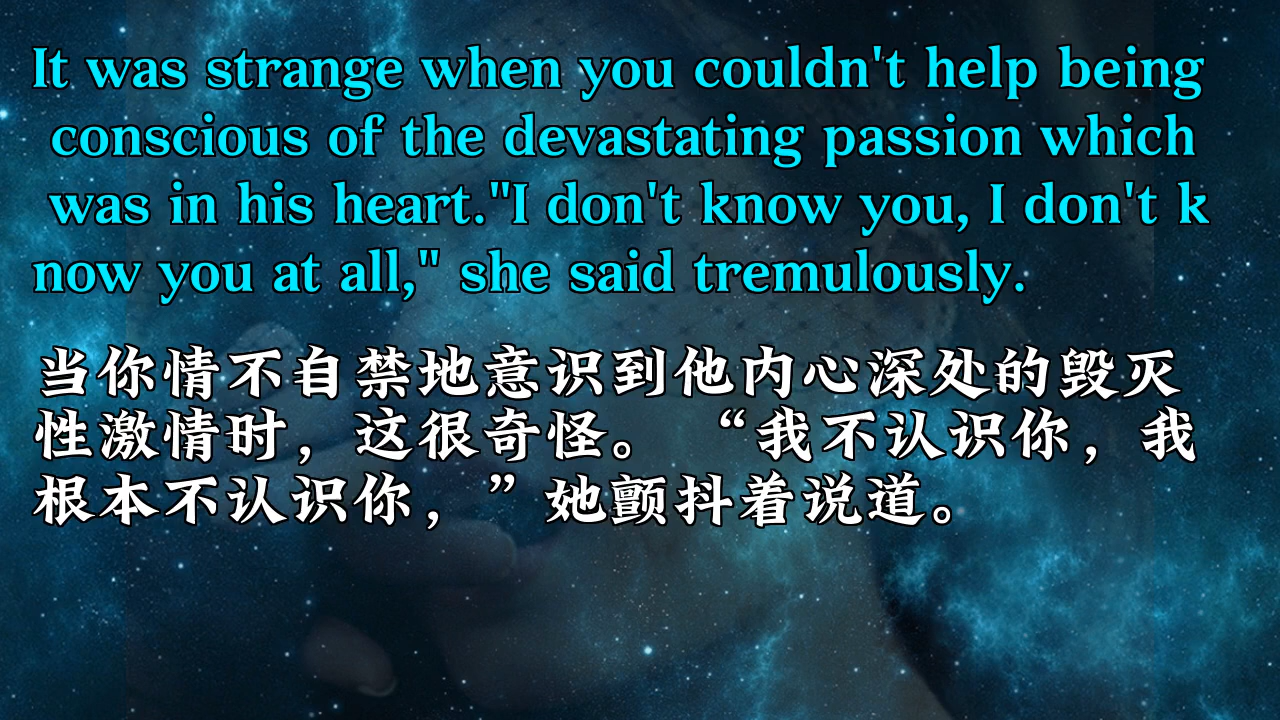 It was strange when you couldn't help being
conscious of the devastating passion which
was in his heart."I don't know you, I don't k
now you at all," she said tremulously.
当你情不自禁地意识到他内心深处的毁灭
性激情时，这很奇怪。 “我不认识你，我
根本不认识你，”她颤抖着说道。